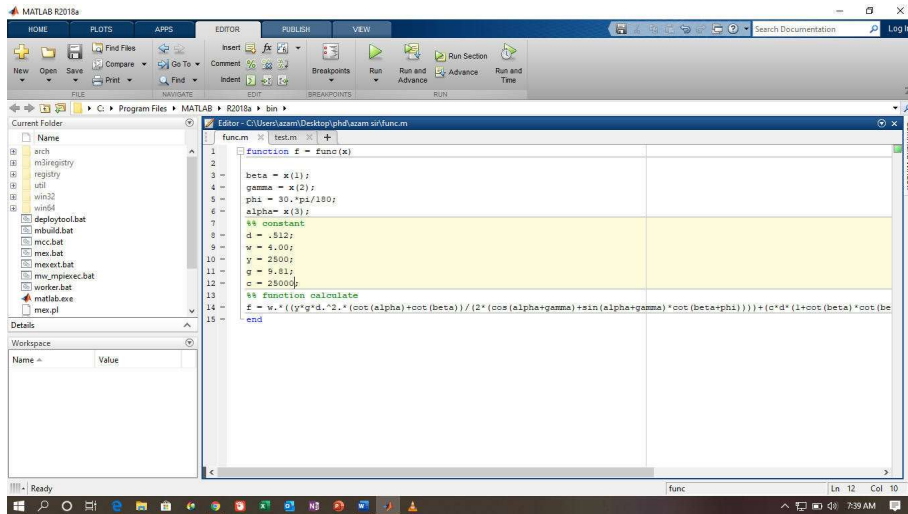 MATLAB R2018a
HOME PLOTS APPS EDITOR PUBLISH VIEW Search Documentation Log In
New Open Save Find Files Compare Print Go To Find Insert fx Comment % Indent Breakpoints Run Run and Advance Run Section Advance Run and Time
FILE NAVIGATE EDIT BREAKPOINTS RUN
C: Program Files MATLAB R2018a bin
Current Folder
Name
arch
m3iregistry
registry
util
win32
win64
deploytool.bat
mbuild.bat
mcc.bat
mex.bat
mexext.bat
mw_mpiexec.bat
worker.bat
matlab.exe
mex.pl
Details
Workspace
Name Value
Editor - C:\Users\azam\Desktop\phd\azam sir\func.m
func.m test.m +
1 function f = func(x)
2
3 - beta = x(1);
4 - gamma = x(2);
5 - phi = 30.*pi/180;
6 - alpha= x(3);
7 %% constant
8 - d = .512;
9 - w = 4.00;
10 - y = 2500;
11 - g = 9.81;
12 - c = 25000;
13 %% function calculate
14 - f = w.*((y*g*d.^2.*(cot(alpha)+cot(beta))/(2*(cos(alpha+gamma)+sin(alpha+gamma)*cot(beta+phi))))+(c*d*(1+cot(beta)*cot(be
15 - end
Ready func Ln 12 Col 10
7:39 AM